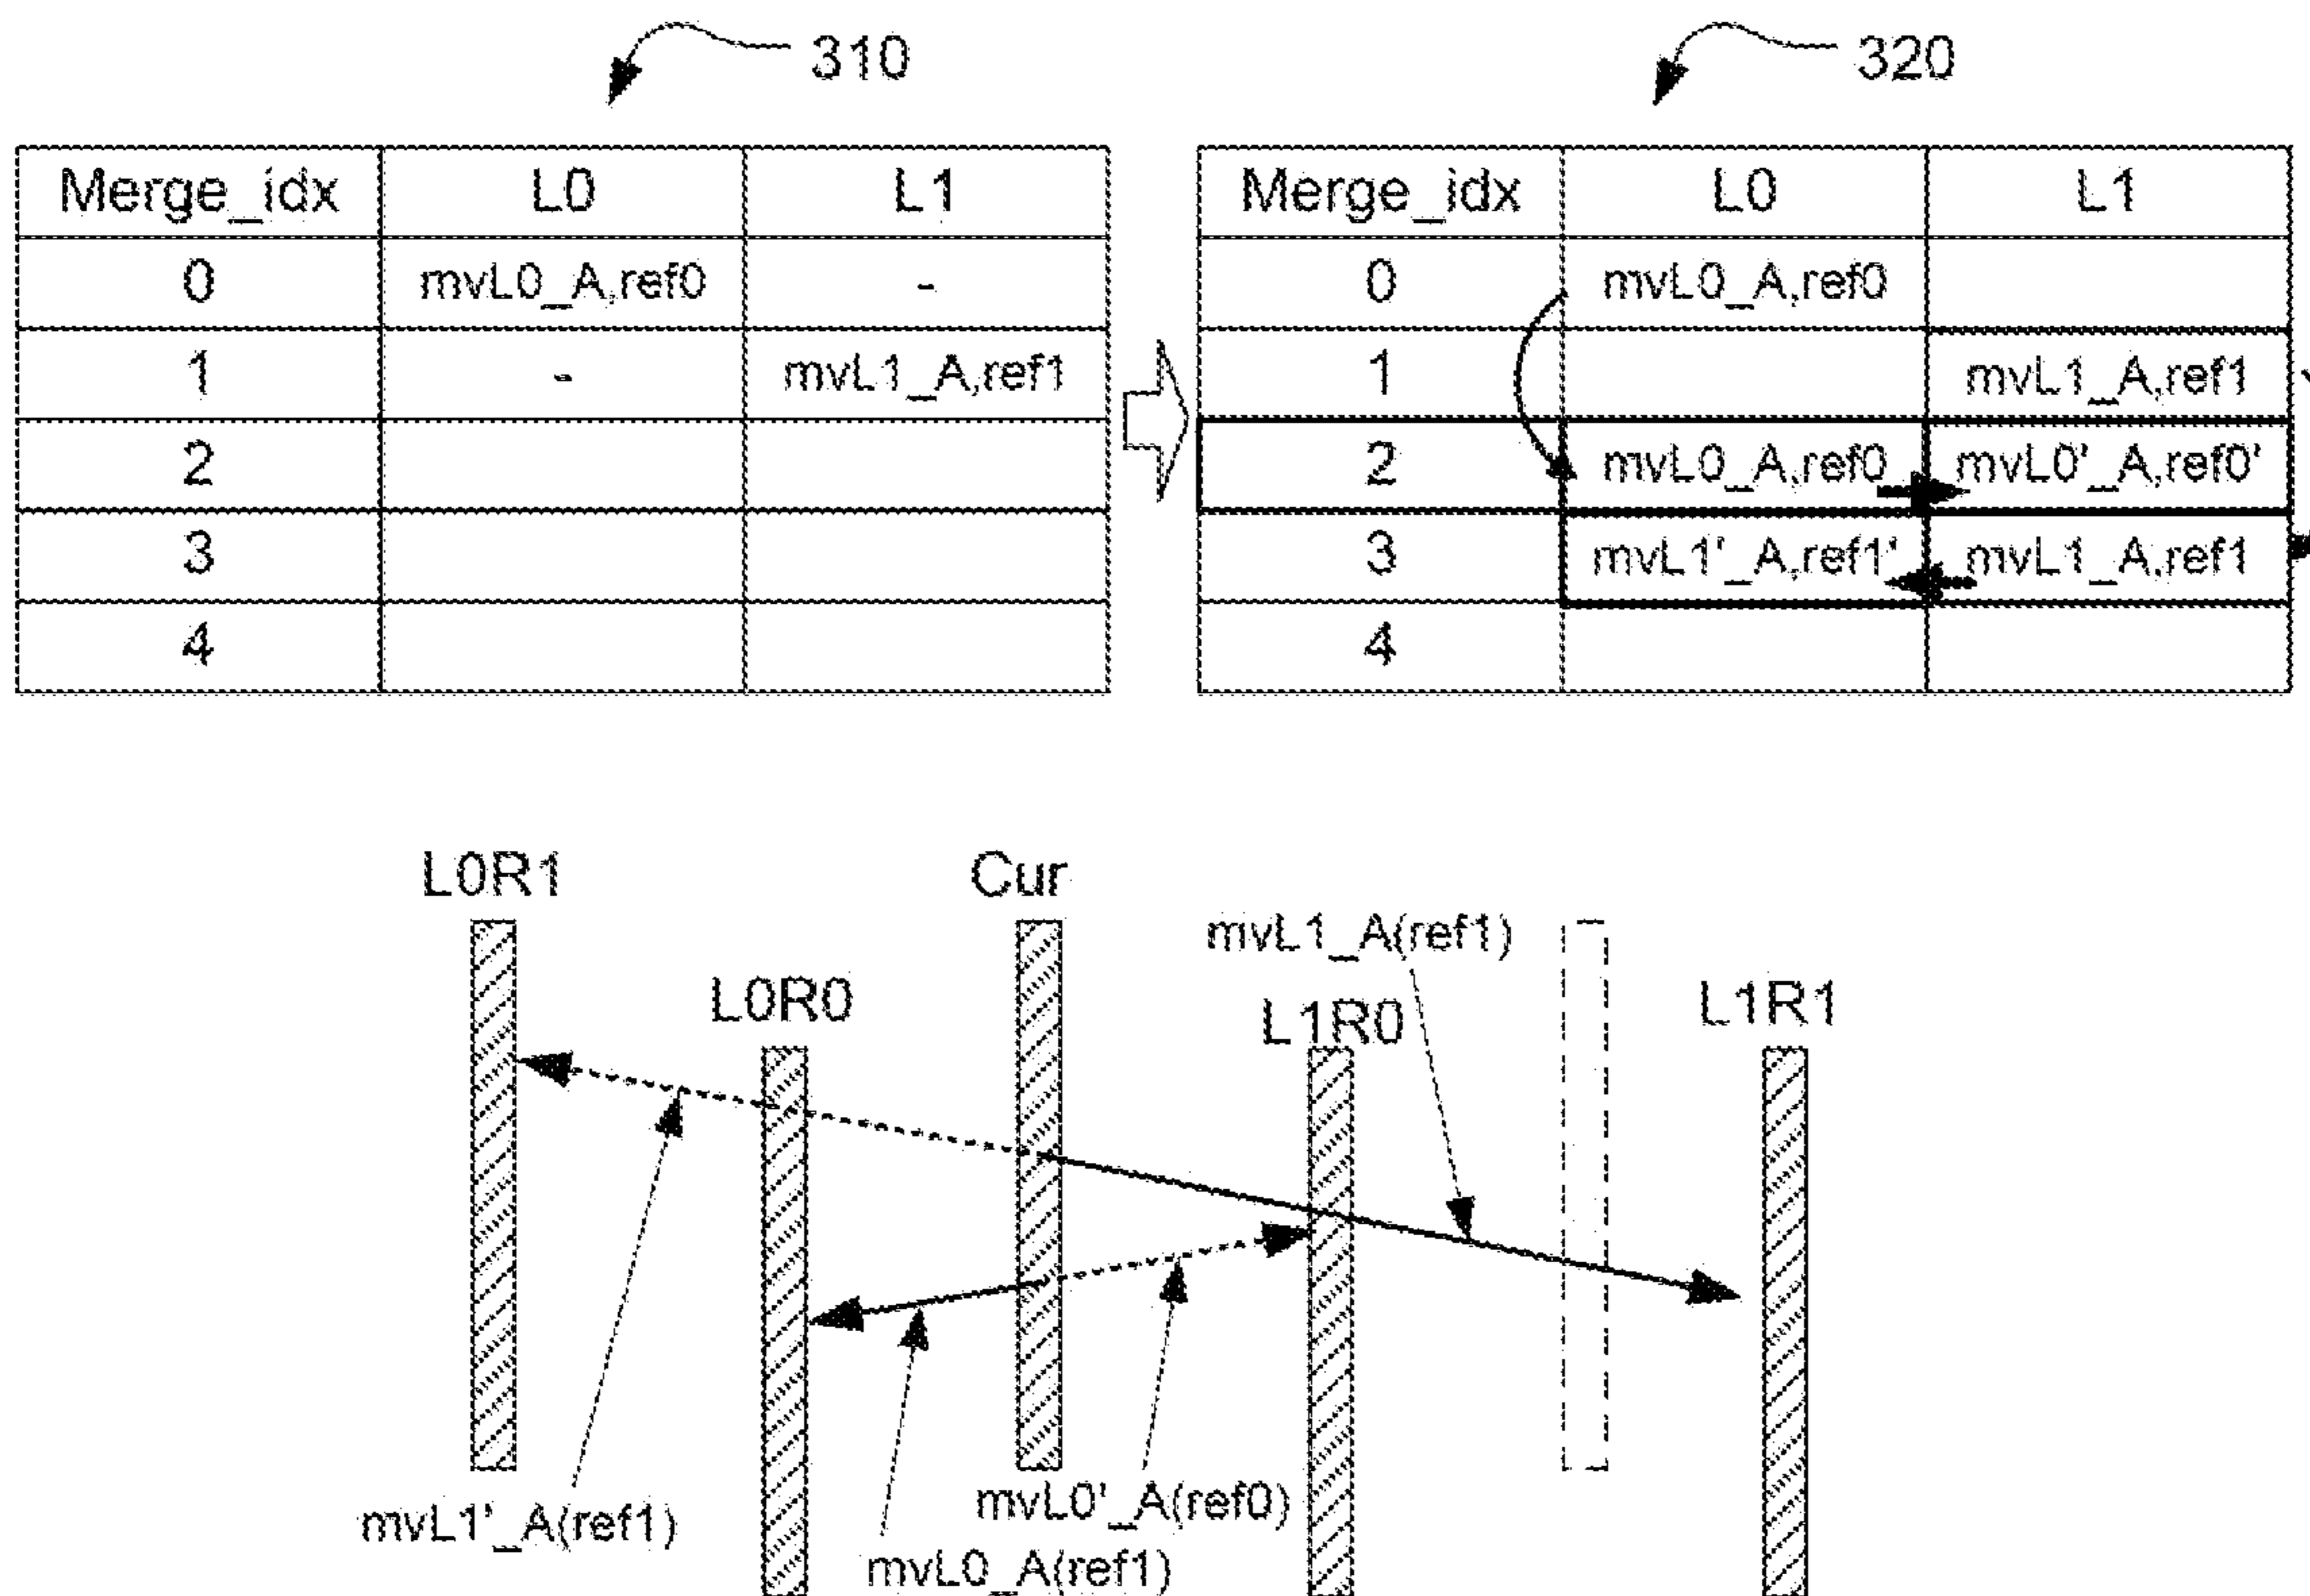 310
320
Merge_idx L0 L1
0 mvL0_A,ref0 -
1 - mvL1_A,ref1
2
3
4
Merge_idx L0 L1
0 mvL0_A,ref0
1 mvL1_A,ref1
2 mvL0_A,ref0 mvL0'_A,ref0'
3 mvL1'_A,ref1' mvL1_A,ref1
4
L0R1
Cur
mvL1_A(ref1)
L0R0
L1R0
L1R1
mvL1'_A(ref1)
mvL0'_A(ref0)
mvL0_A(ref1)